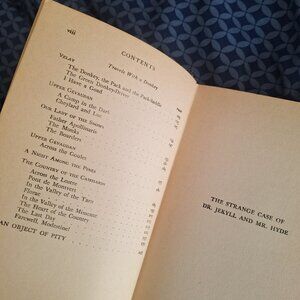 viii
CONTENTS
Travels With a Donkey
VELAY
The Donkey, the Pack and the Pack-Saddle
The Green Donkey-Driver
I Have a Goad
UPPER GEVAUDAN
A Camp in the Dark
Cheylard and Luc
OUR LADY OF THE SNOWS
Father Apollinaris
The Monks
The Boarders
UPPER GEVAUDAN
Across the Goulet
A NIGHT AMONG THE PINES
THE COUNTRY OF THE CAMISARDS
Across the Lozère
Pont de Montvert
In the Valley of the Tarn
Florac
In the Valley of the Mimente
The Heart of the Country
The Last Day
Farewell, Modestine!
AN OBJECT OF PITY
THE STRANGE CASE OF
DR. JEKYLL AND MR. HYDE